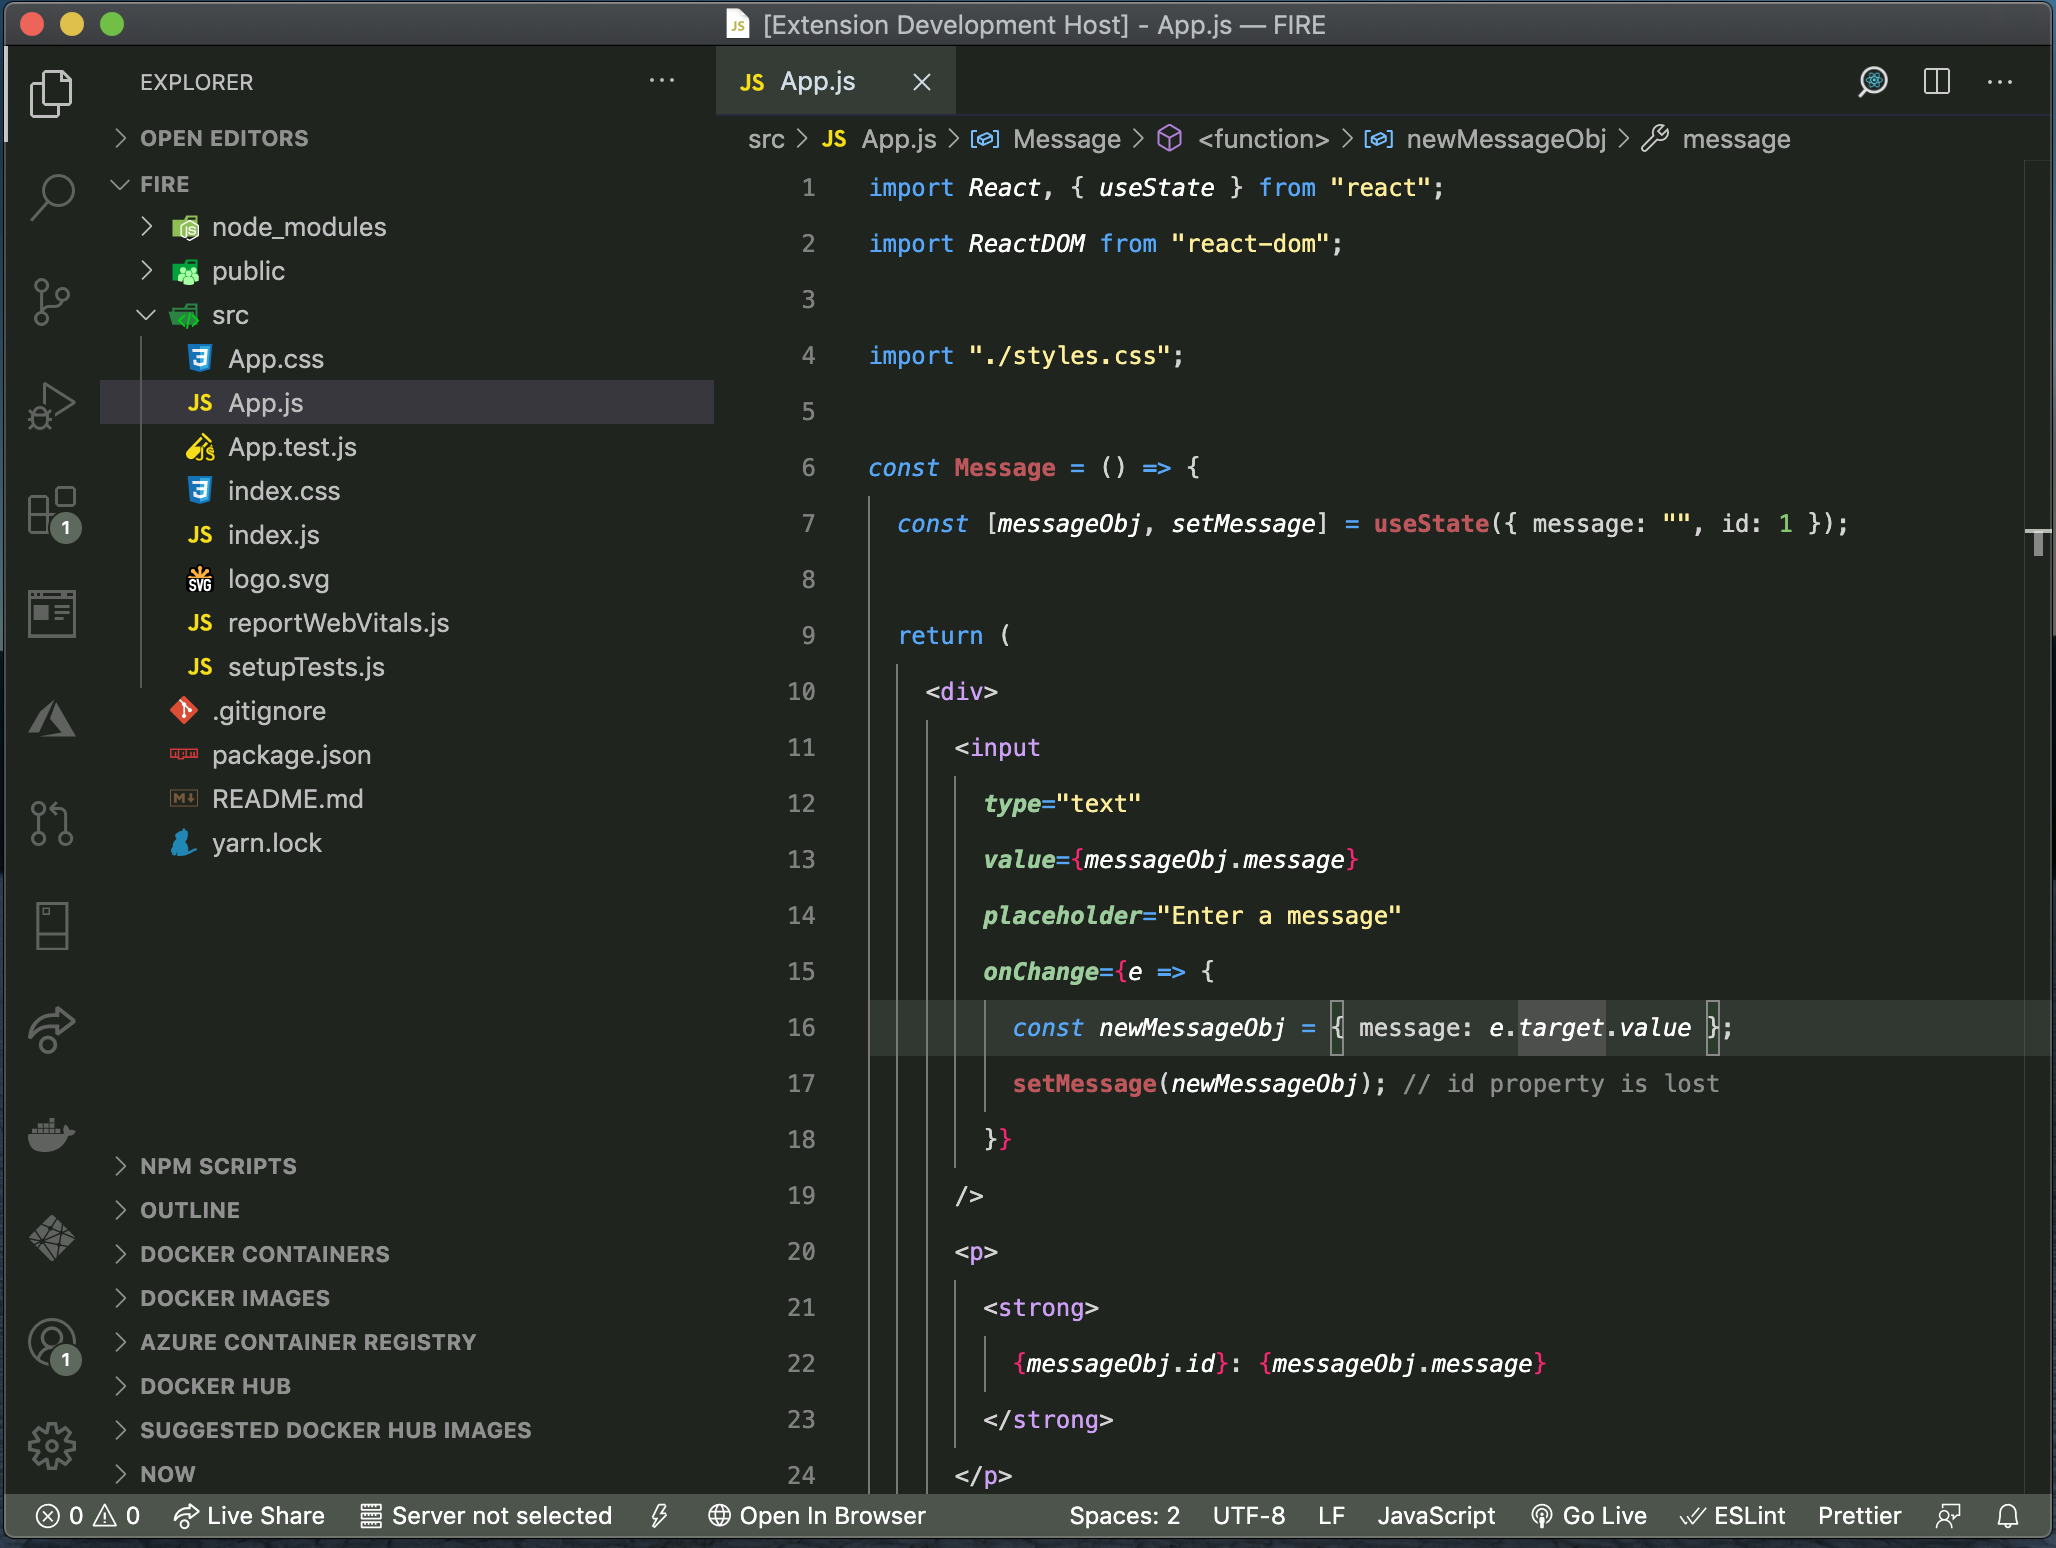 [Extension Development Host] - App.js — FIRE
EXPLORER
OPEN EDITORS
FIRE
node_modules
public
src
App.css
JS App.js
App.test.js
index.css
JS index.js
SVG logo.svg
JS reportWebVitals.js
JS setupTests.js
.gitignore
package.json
README.md
yarn.lock
NPM SCRIPTS
OUTLINE
DOCKER CONTAINERS
DOCKER IMAGES
AZURE CONTAINER REGISTRY
DOCKER HUB
SUGGESTED DOCKER HUB IMAGES
NOW
1
1
JS App.js
src > JS App.js > Message > <function> > newMessageObj > message
1 import React, { useState } from "react";
2 import ReactDOM from "react-dom";
3
4 import "./styles.css";
5
6 const Message = () => {
7 const [messageObj, setMessage] = useState({ message: "", id: 1 });
8
9 return (
10 <div>
11 <input
12 type="text"
13 value={messageObj.message}
14 placeholder="Enter a message"
15 onChange={e => {
16 const newMessageObj = { message: e.target.value };
17 setMessage(newMessageObj); // id property is lost
18 }}
19 />
20 <p>
21 <strong>
22 {messageObj.id}: {messageObj.message}
23 </strong>
24 </p>
0 0 Live Share Server not selected Open In Browser Spaces: 2 UTF-8 LF JavaScript Go Live ESLint Prettier